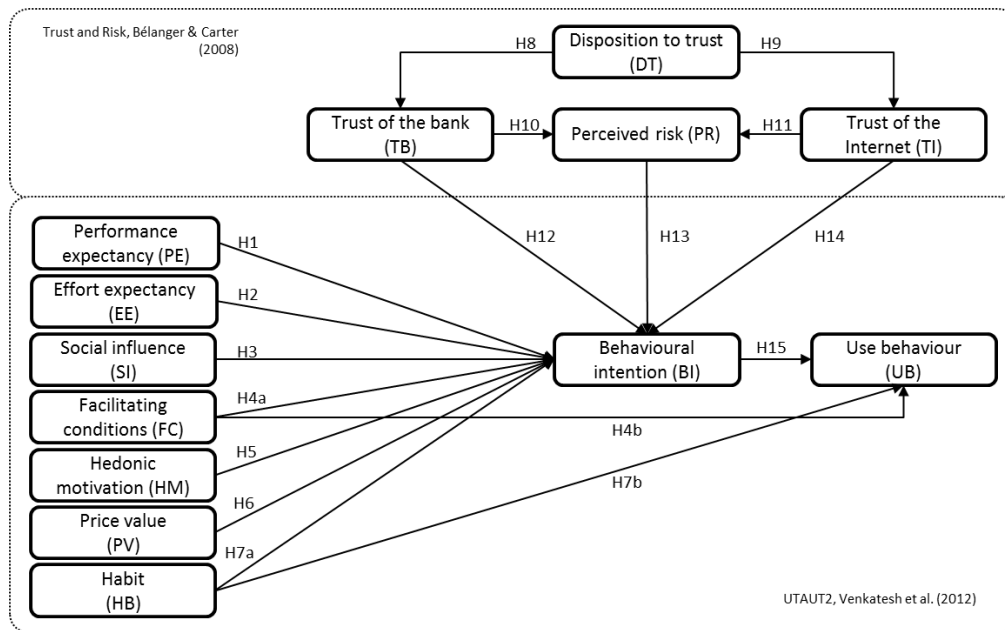 Trust and Risk, Bélanger & Carter
(2008)
H8
Disposition to trust
(DT)
H9
Trust of the bank
(TB)
H10
Perceived risk (PR)
H11
Trust of the
Internet (TI)
H12
H13
H14
Performance
expectancy (PE)
H1
Effort expectancy
(EE)
H2
Social influence
(SI)
H3
Behavioural
intention (BI)
H15
Use behaviour
(UB)
Facilitating
conditions (FC)
H4a
H4b
Hedonic
motivation (HM)
H5
H7b
Price value
(PV)
H6
Habit
(HB)
H7a
UTAUT2, Venkatesh et al. (2012)